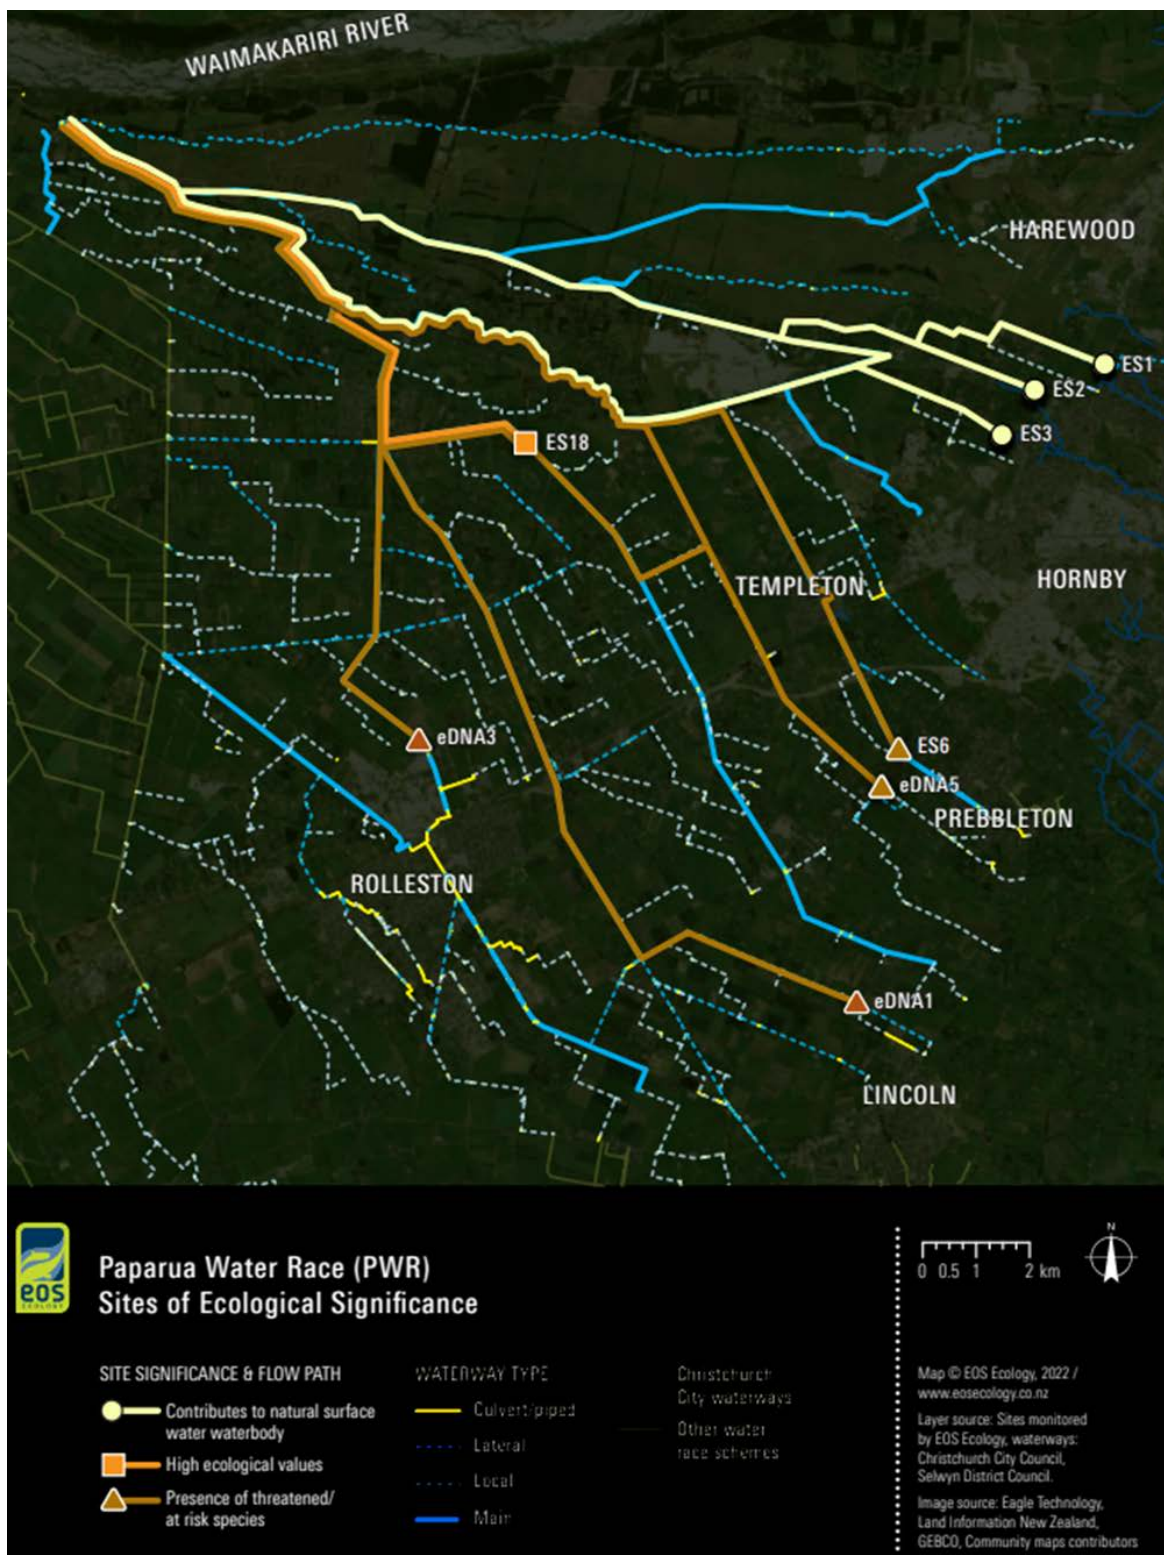 WAIMAKARIRI RIVER
HAREWOOD
ES1
ES2
ES3
ES18
HORNBY
TEMPLETON
eDNA3
ES6
eDNA5
PREBBLETON
ROLLESTON
eDNA1
LINCOLN
eos
ECOLOGY
Paparua Water Race (PWR)
Sites of Ecological Significance
0 0.5 1 2 km
N
SITE SIGNIFICANCE & FLOW PATH
Contributes to natural surface
water waterbody
High ecological values
Presence of threatened/
at risk species
WATERWAY TYPE
Culvert/piped
Lateral
Local
Main
Christchurch
City waterways
Other water
race schemes
Map © EOS Ecology, 2022 /
www.eosecology.co.nz
Layer source: Sites monitored
by EOS Ecology, waterways:
Christchurch City Council,
Selwyn District Council.
Image source: Eagle Technology,
Land Information New Zealand,
GEBCO, Community maps contributors